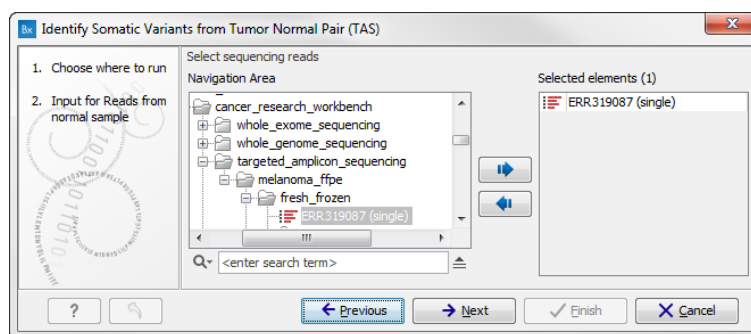 Bx Identify Somatic Variants from Tumor Normal Pair (TAS)
x
1. Choose where to run
2. Input for Reads from
normal sample
Select sequencing reads
Navigation Area
cancer_research_workbench
whole_exome_sequencing
whole_genome_sequencing
targeted_amplicon_sequencing
melanoma_ffpe
fresh_frozen
ERR319087 (single)
<enter search term>
Selected elements (1)
ERR319087 (single)
?
Previous
Next
Finish
Cancel